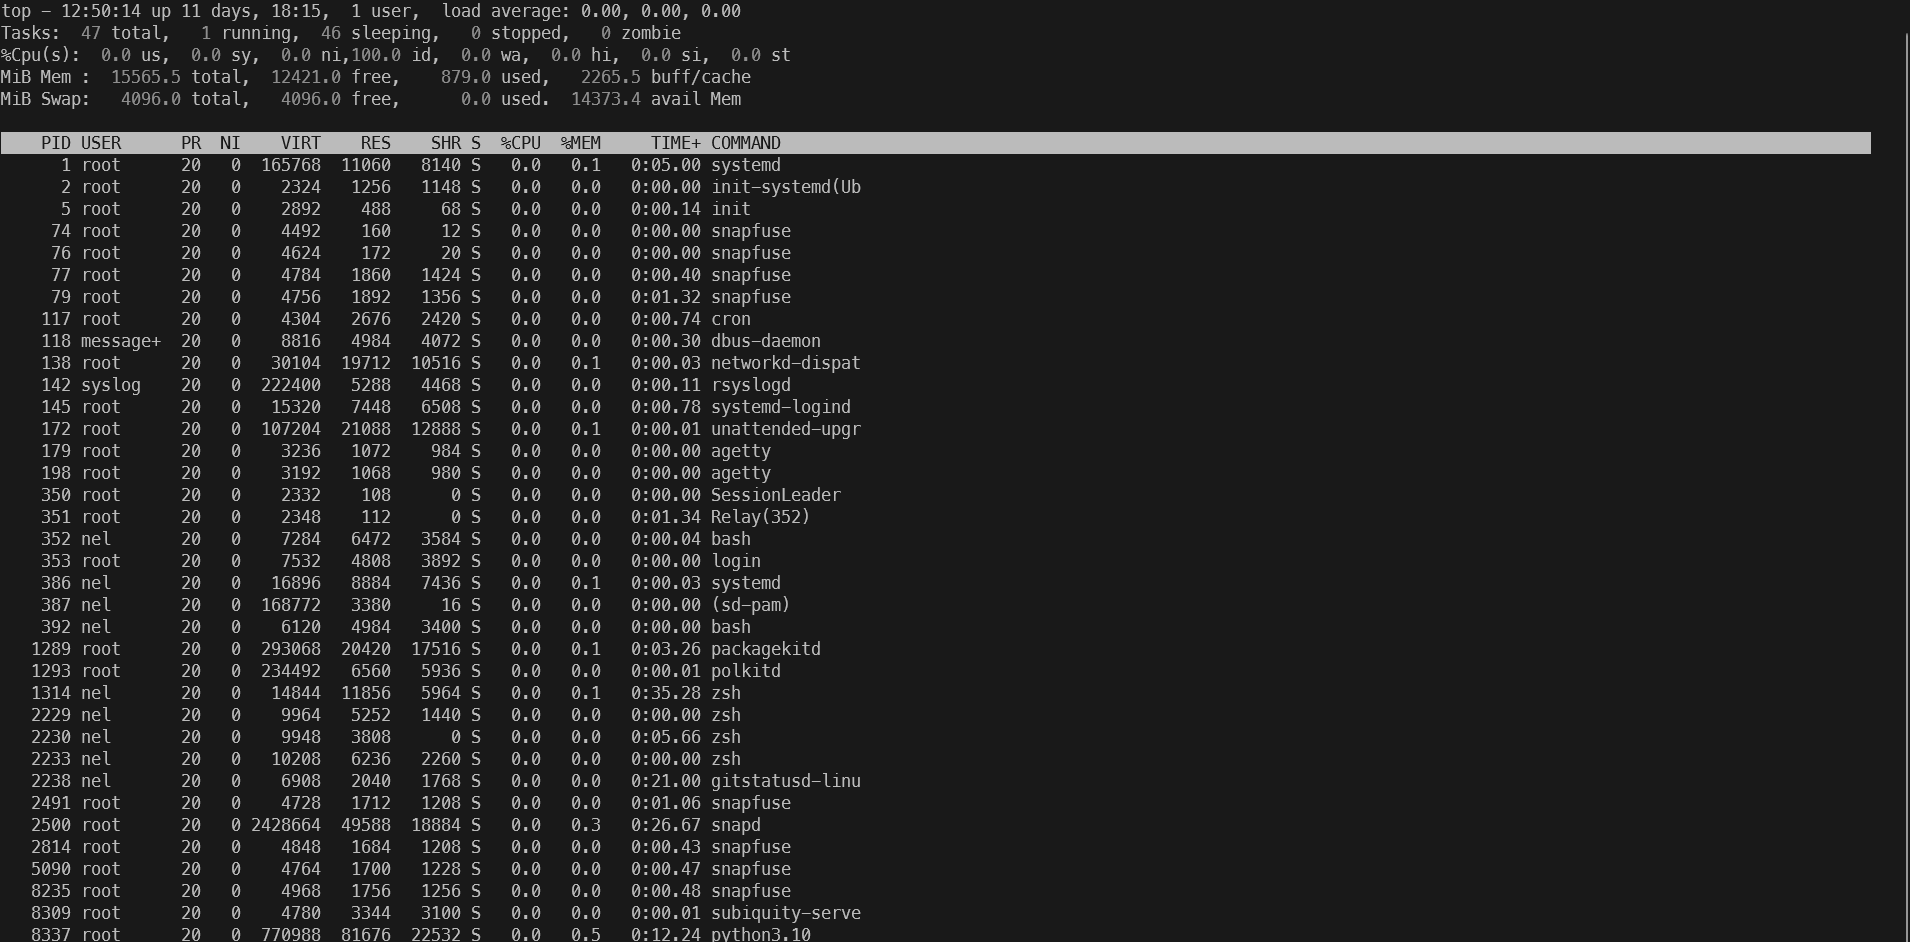 top - 12:50:14 up 11 days, 18:15,  1 user,  load average: 0.00, 0.00, 0.00
Tasks:  47 total,   1 running,  46 sleeping,   0 stopped,   0 zombie
%Cpu(s):  0.0 us,  0.0 sy,  0.0 ni,100.0 id,  0.0 wa,  0.0 hi,  0.0 si,  0.0 st
MiB Mem :  15565.5 total,  12421.0 free,    879.0 used,   2265.5 buff/cache
MiB Swap:   4096.0 total,   4096.0 free,      0.0 used.  14373.4 avail Mem
    PID USER      PR  NI    VIRT    RES    SHR S  %CPU  %MEM     TIME+ COMMAND
      1 root      20   0  165768  11060   8140 S   0.0   0.1   0:05.00 systemd
      2 root      20   0    2324   1256   1148 S   0.0   0.0   0:00.00 init-systemd(Ub
      5 root      20   0    2892    488     68 S   0.0   0.0   0:00.14 init
     74 root      20   0    4492    160     12 S   0.0   0.0   0:00.00 snapfuse
     76 root      20   0    4624    172     20 S   0.0   0.0   0:00.00 snapfuse
     77 root      20   0    4784   1860   1424 S   0.0   0.0   0:00.40 snapfuse
     79 root      20   0    4756   1892   1356 S   0.0   0.0   0:01.32 snapfuse
    117 root      20   0    4304   2676   2420 S   0.0   0.0   0:00.74 cron
    118 message+  20   0    8816   4984   4072 S   0.0   0.0   0:00.30 dbus-daemon
    138 root      20   0   30104  19712  10516 S   0.0   0.1   0:00.03 networkd-dispat
    142 syslog    20   0  222400   5288   4468 S   0.0   0.0   0:00.11 rsyslogd
    145 root      20   0   15320   7448   6508 S   0.0   0.0   0:00.78 systemd-logind
    172 root      20   0  107204  21088  12888 S   0.0   0.1   0:00.01 unattended-upgr
    179 root      20   0    3236   1072    984 S   0.0   0.0   0:00.00 agetty
    198 root      20   0    3192   1068    980 S   0.0   0.0   0:00.00 agetty
    350 root      20   0    2332    108      0 S   0.0   0.0   0:00.00 SessionLeader
    351 root      20   0    2348    112      0 S   0.0   0.0   0:01.34 Relay(352)
    352 nel       20   0    7284   6472   3584 S   0.0   0.0   0:00.04 bash
    353 root      20   0    7532   4808   3892 S   0.0   0.0   0:00.00 login
    386 nel       20   0   16896   8884   7436 S   0.0   0.1   0:00.03 systemd
    387 nel       20   0  168772   3380     16 S   0.0   0.0   0:00.00 (sd-pam)
    392 nel       20   0    6120   4984   3400 S   0.0   0.0   0:00.00 bash
   1289 root      20   0  293068  20420  17516 S   0.0   0.1   0:03.26 packagekitd
   1293 root      20   0  234492   6560   5936 S   0.0   0.0   0:00.01 polkitd
   1314 nel       20   0   14844  11856   5964 S   0.0   0.1   0:35.28 zsh
   2229 nel       20   0    9964   5252   1440 S   0.0   0.0   0:00.00 zsh
   2230 nel       20   0    9948   3808      0 S   0.0   0.0   0:05.66 zsh
   2233 nel       20   0   10208   6236   2260 S   0.0   0.0   0:00.00 zsh
   2238 nel       20   0    6908   2040   1768 S   0.0   0.0   0:21.00 gitstatusd-linu
   2491 root      20   0    4728   1712   1208 S   0.0   0.0   0:01.06 snapfuse
   2500 root      20   0 2428664  49588  18884 S   0.0   0.3   0:26.67 snapd
   2814 root      20   0    4848   1684   1208 S   0.0   0.0   0:00.43 snapfuse
   5090 root      20   0    4764   1700   1228 S   0.0   0.0   0:00.47 snapfuse
   8235 root      20   0    4968   1756   1256 S   0.0   0.0   0:00.48 snapfuse
   8309 root      20   0    4780   3344   3100 S   0.0   0.0   0:00.01 subiquity-serve
   8337 root      20   0  770988  81676  22532 S   0.0   0.5   0:12.24 python3.10